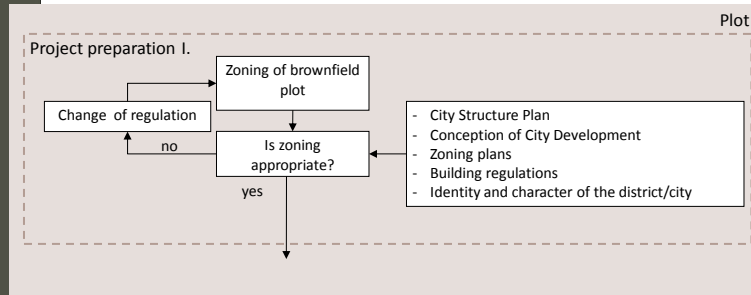 Plot
Project preparation I.
Zoning of brownfield
plot
Change of regulation
Is zoning
appropriate?
no
yes
- City Structure Plan
- Conception of City Development
- Zoning plans
- Building regulations
- Identity and character of the district/city